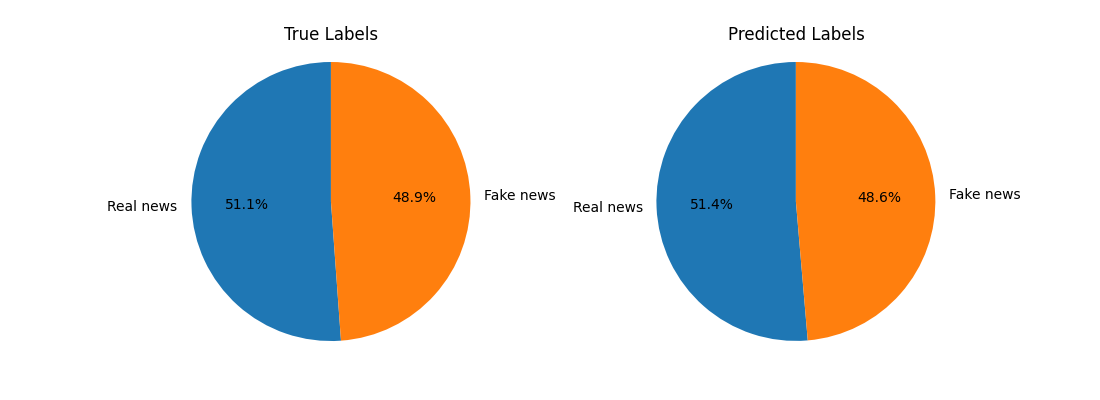 True Labels
Real news
51.1%
48.9%
Fake news
Predicted Labels
Real news
51.4%
48.6%
Fake news